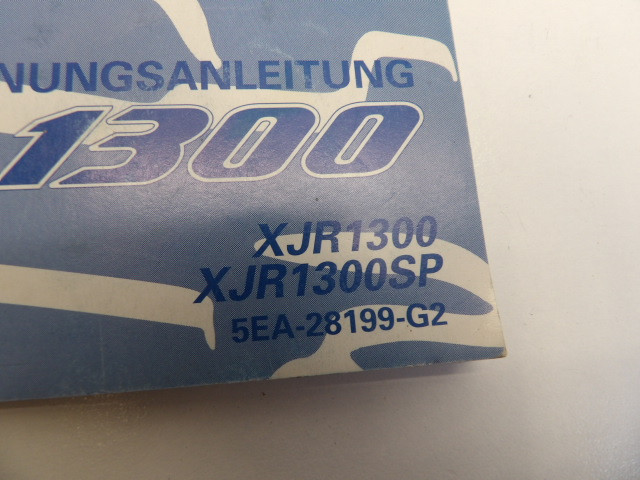 NUNGSANLEITUNG
1300
XJR1300
XJR1300SP
5EA-28199-G2